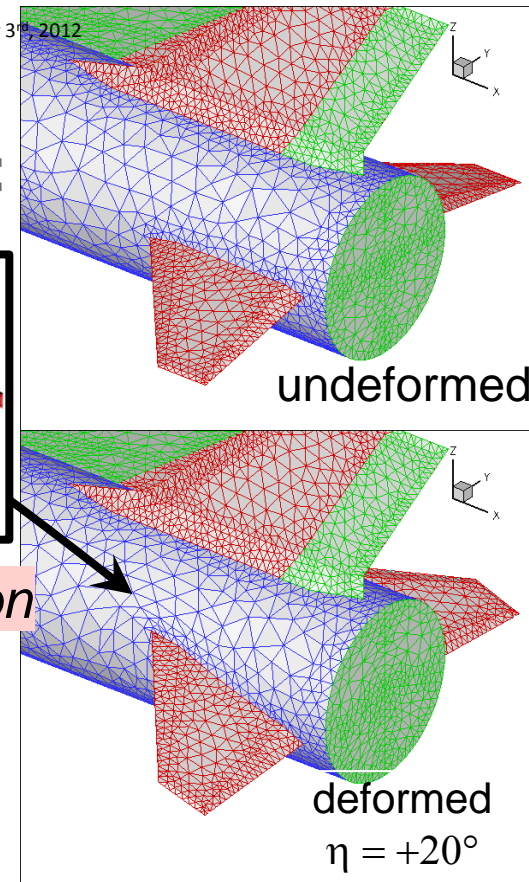 3rd, 2012
Z
Y
X
undeformed
Z
Y
X
on
deformed
η = +20°